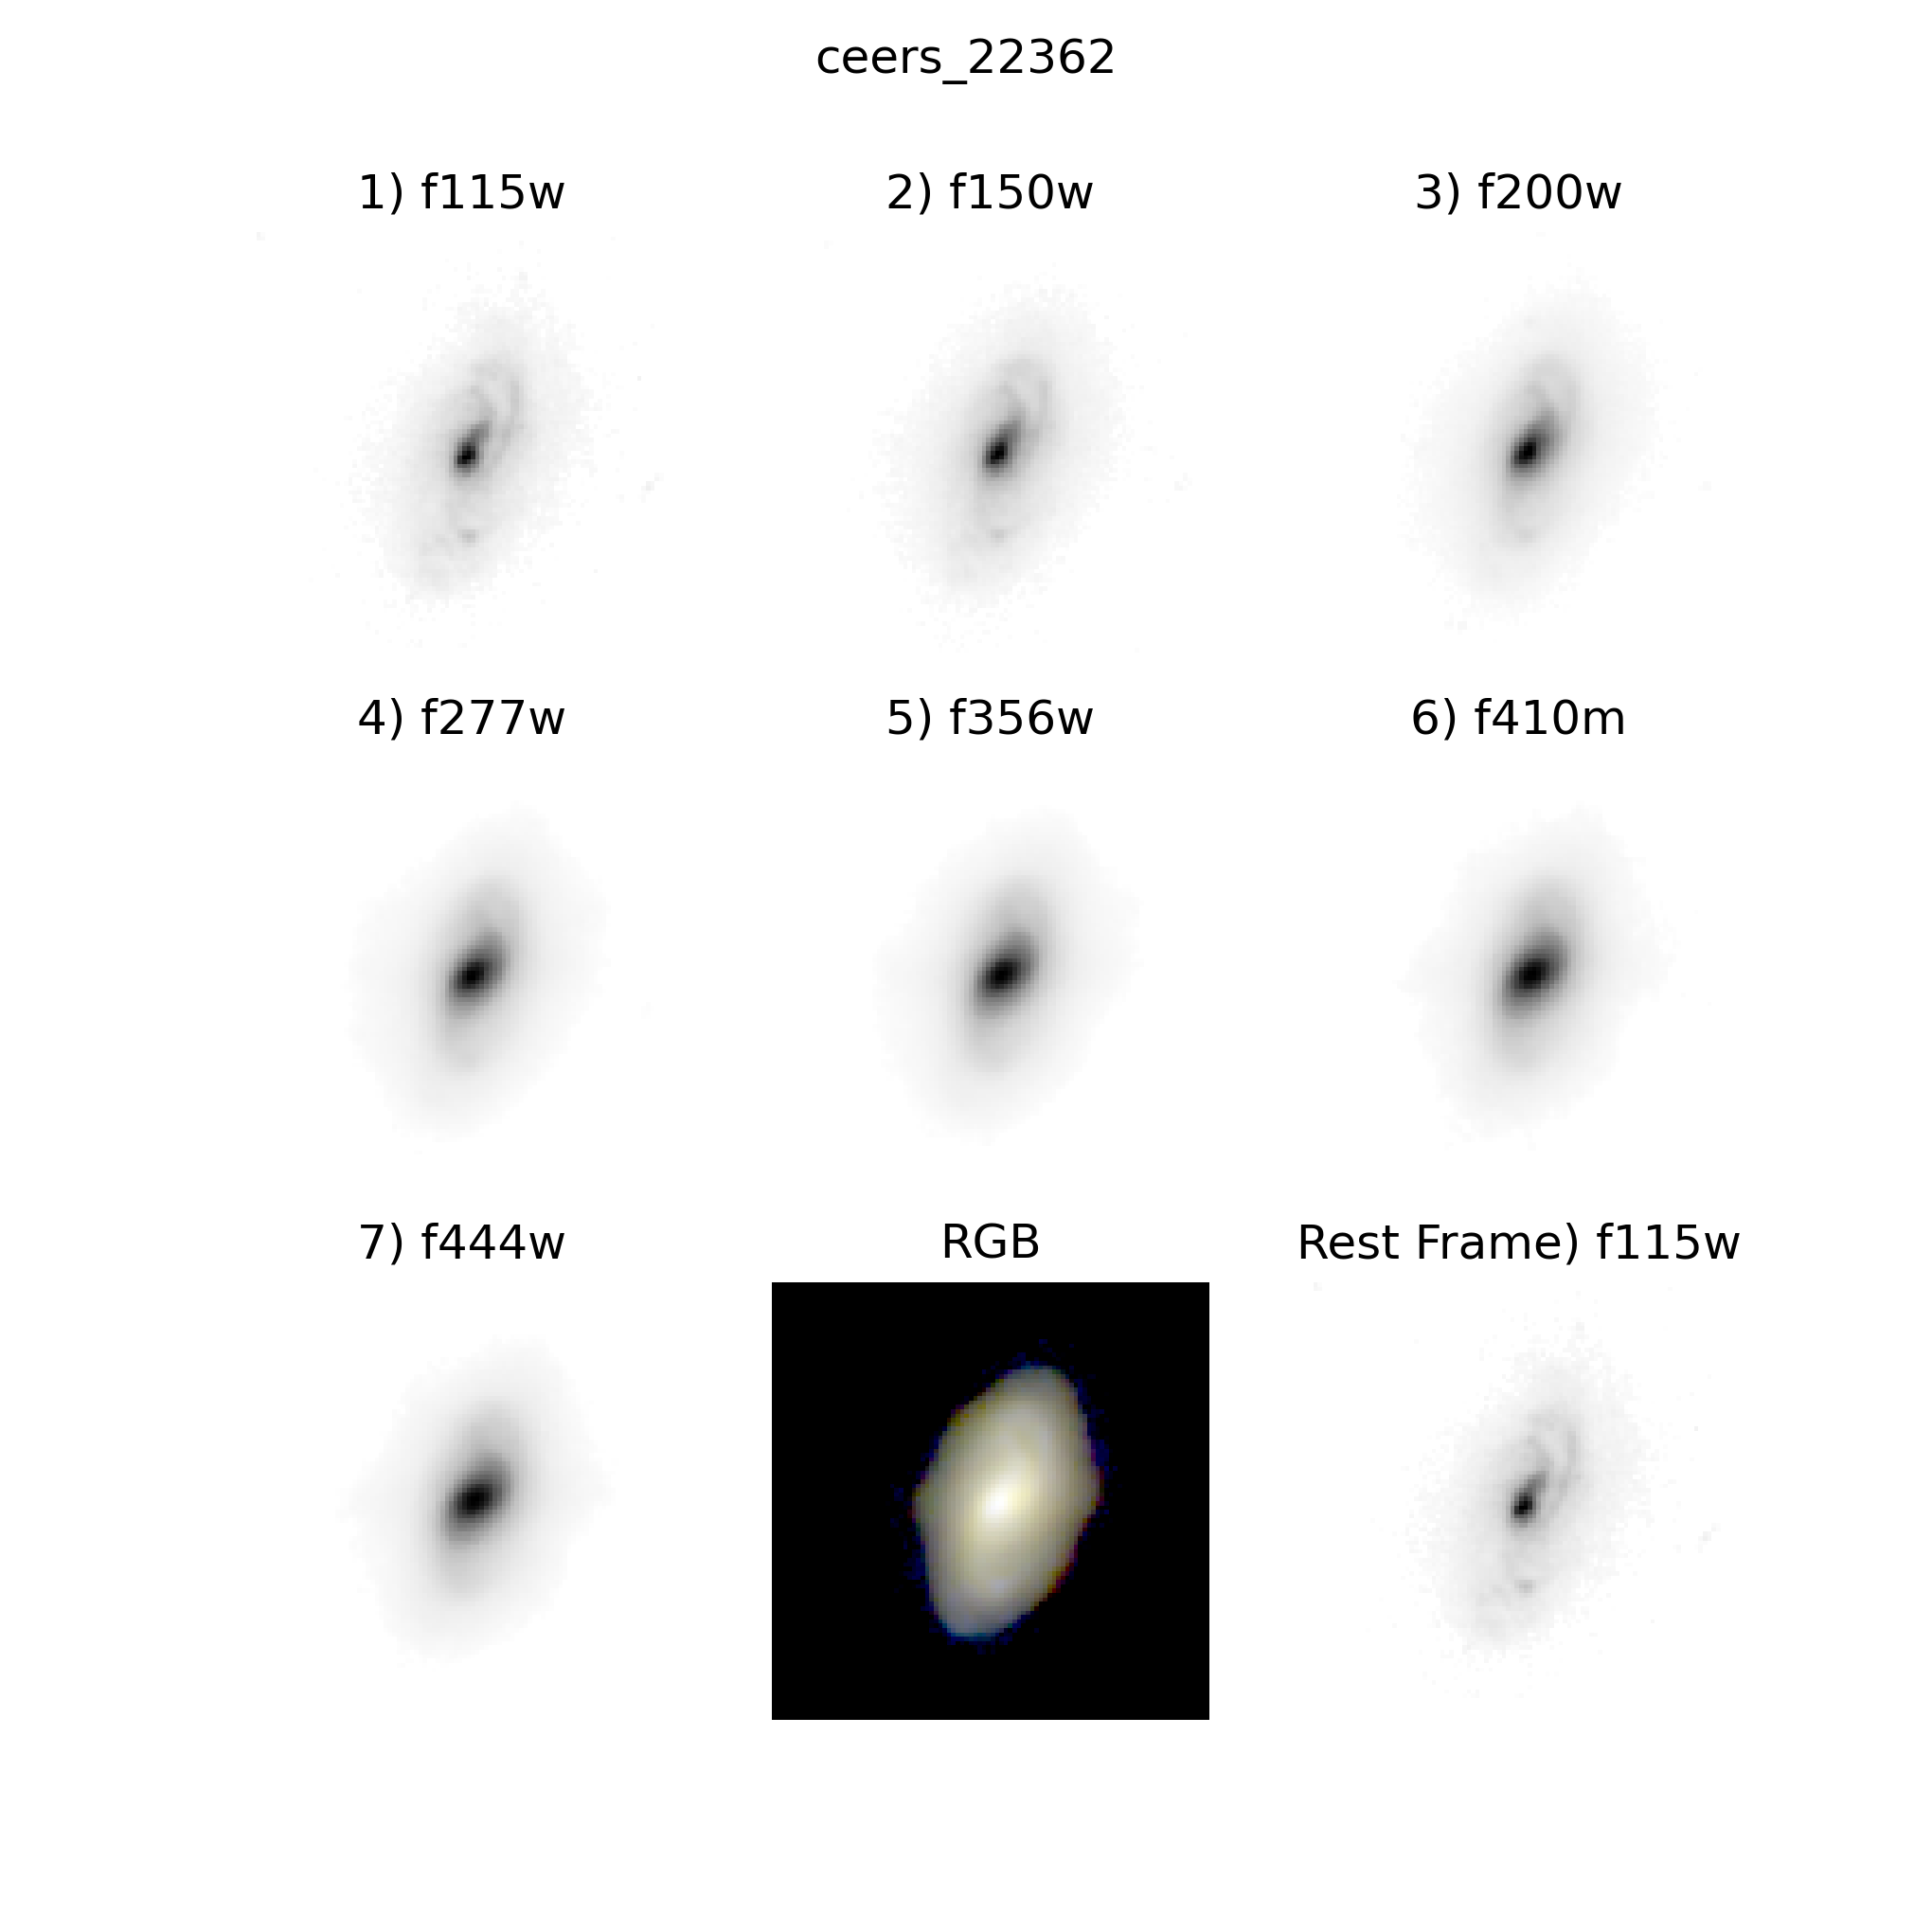 ceers_22362
1) f115w
2) f150w
3) f200w
4) f277w
5) f356w
6) f410m
7) f444w
RGB
Rest Frame) f115w